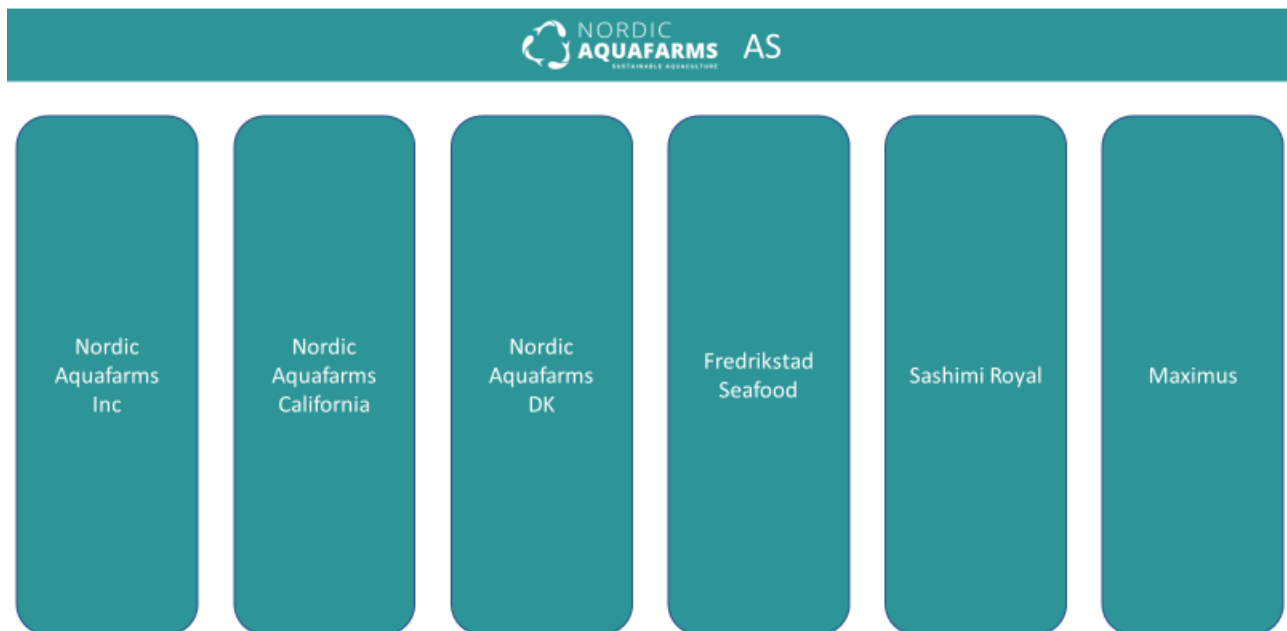 NORDIC
AQUAFARMS AS
SUSTAINABLE AQUACULTURE
Nordic
Aquafarms
Inc
Nordic
Aquafarms
California
Nordic
Aquafarms
DK
Fredrikstad
Seafood
Sashimi Royal
Maximus